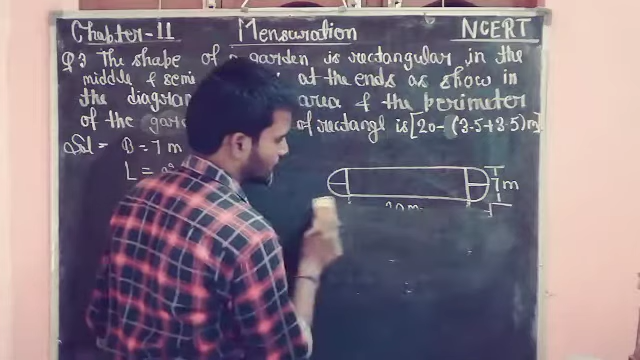 Chapter-11 Mensuration NCERT
Q3 The shape of a garden is rectangular in the
middle & semi at the ends as show in
the diagram area & the perimeter
of the of rectangl is [20-(3.5+3.5)m]
Sol = B = 7 m
L =
7 m
20m